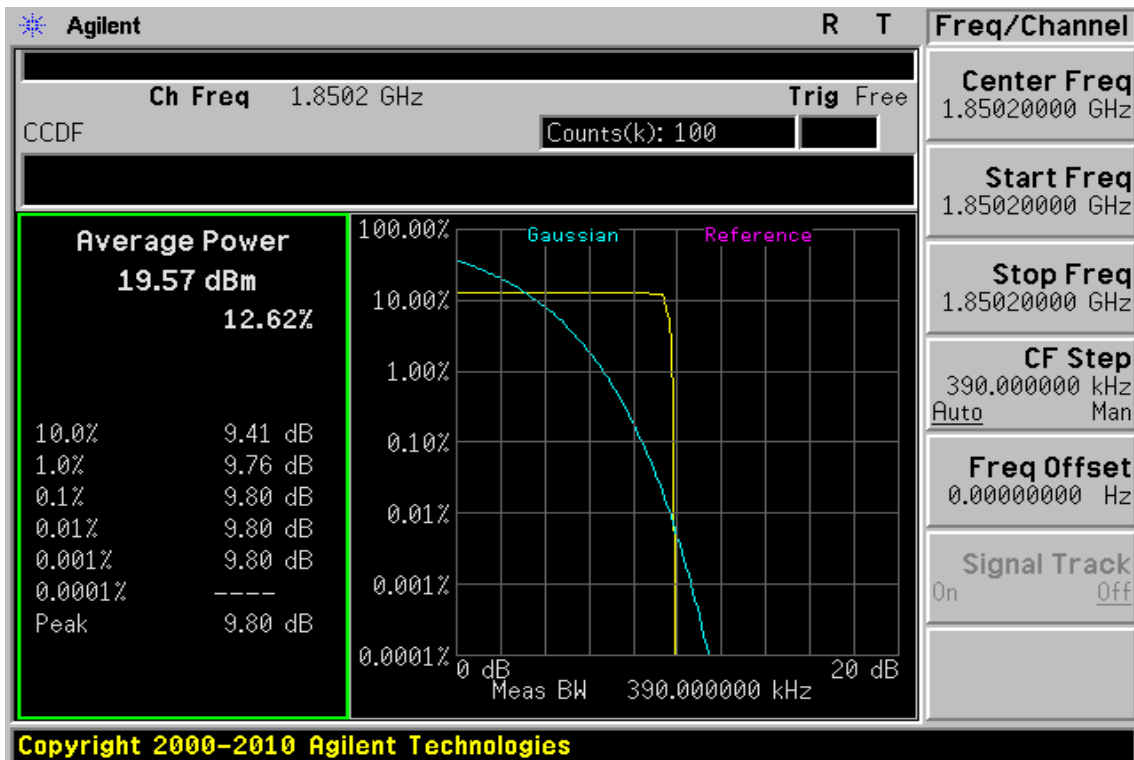 Agilent R T
Ch Freq 1.8502 GHz Trig Free
CCDF Counts(k): 100
Average Power
19.57 dBm
12.62%
10.0% 9.41 dB
1.0% 9.76 dB
0.1% 9.80 dB
0.01% 9.80 dB
0.001% 9.80 dB
0.0001% ----
Peak 9.80 dB
Gaussian Reference
100.00%
10.00%
1.00%
0.10%
0.01%
0.001%
0.0001%
0 dB 20 dB
Meas BW 390.000000 kHz
Freq/Channel
Center Freq
1.85020000 GHz
Start Freq
1.85020000 GHz
Stop Freq
1.85020000 GHz
CF Step
390.000000 kHz
Auto Man
Freq Offset
0.00000000 Hz
Signal Track
On Off
Copyright 2000-2010 Agilent Technologies